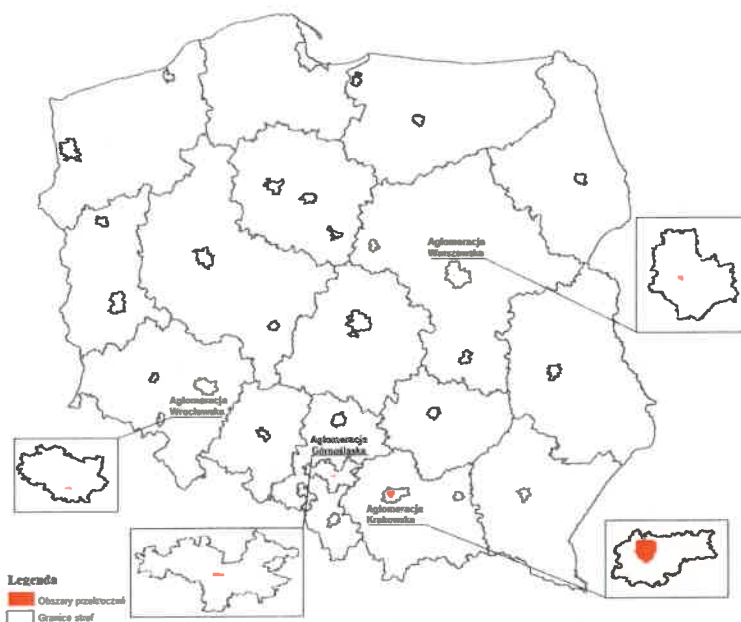 Aglomeracja
Warszawska
Aglomeracja
Wrocławska
Aglomeracja
Górnośląska
Aglomeracja
Krakowska
Legenda
Obszary przekroczeń
Granice stref